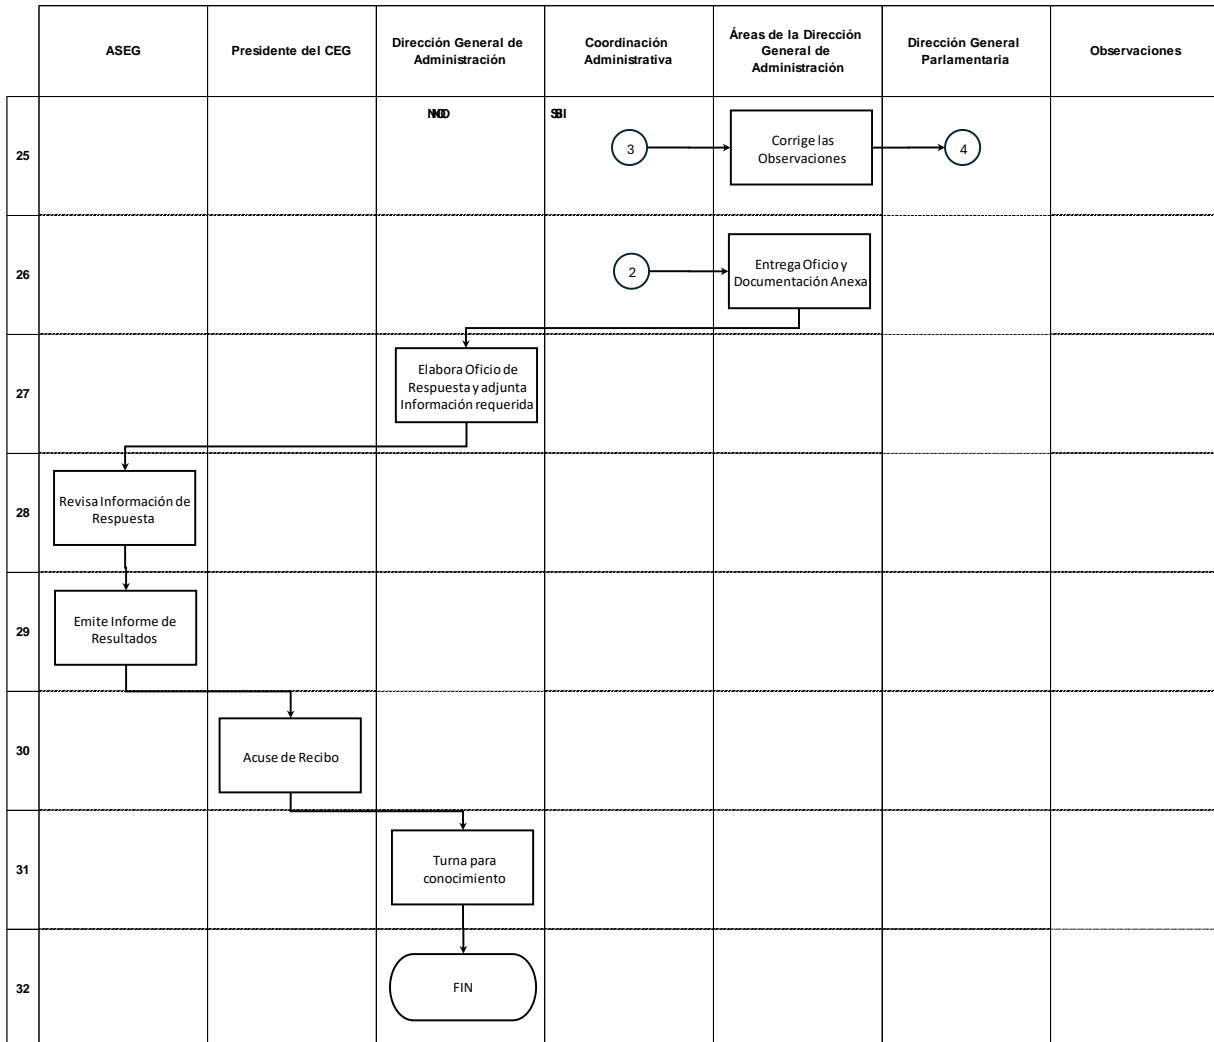 ASEG
Presidente del CEG
Dirección General de
Administración
Coordinación
Administrativa
Áreas de la Dirección
General de
Administración
Dirección General
Parlamentaria
Observaciones
25
3
Corrige las
Observaciones
4
26
2
Entrega Oficio y
Documentación Anexa
27
Elabora Oficio de
Respuesta y adjunta
Información requerida
28
Revisa Información de
Respuesta
29
Emite Informe de
Resultados
30
Acuse de Recibo
31
Turna para
conocimiento
32
FIN